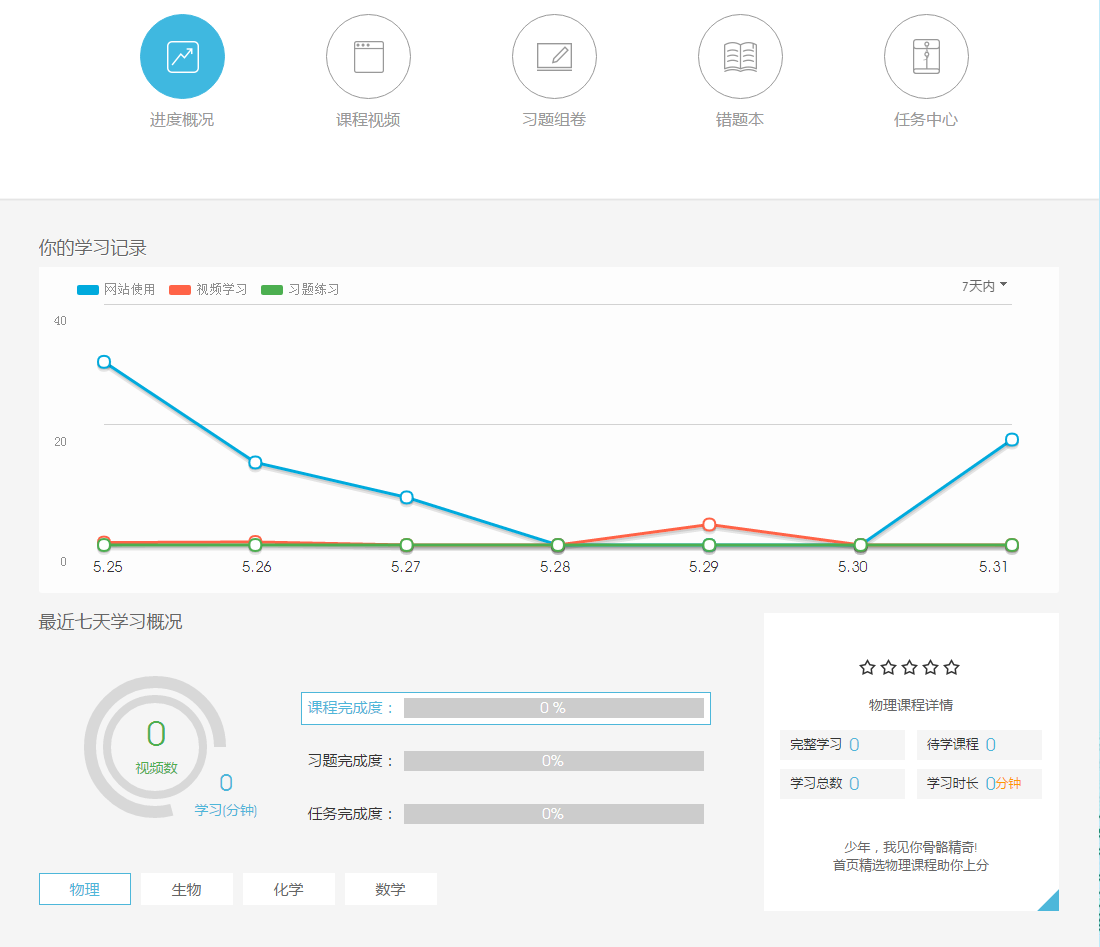 进度概况 课程视频 习题组卷 错题本 任务中心
你的学习记录
网站使用 视频学习 习题练习 7天内
40
20
0
5.25 5.26 5.27 5.28 5.29 5.30 5.31
最近七天学习概况
0
视频数
0
学习(分钟)
课程完成度： 0 %
习题完成度： 0%
任务完成度： 0%
物理 生物 化学 数学
物理课程详情
完整学习 0 待学课程 0
学习总数 0 学习时长 0分钟
少年，我见你骨骼精奇!
首页精选物理课程助你上分